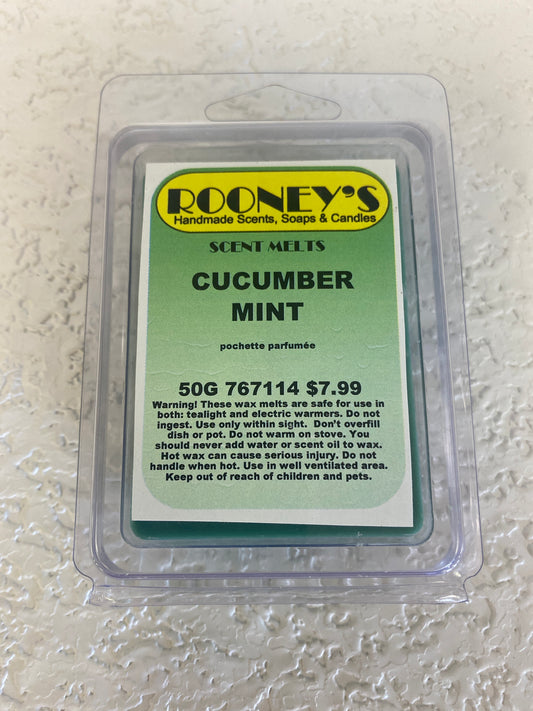 ROONEY'S
Handmade Scents, Soaps & Candles
SCENT MELTS
CUCUMBER
MINT
pochette parfumée
50G 767114 $7.99
Warning! These wax melts are safe for use in
both: tealight and electric warmers. Do not
ingest. Use only within sight. Don't overfill
dish or pot. Do not warm on stove. You
should never add water or scent oil to wax.
Hot wax can cause serious injury. Do not
handle when hot. Use in well ventilated area.
Keep out of reach of children and pets.